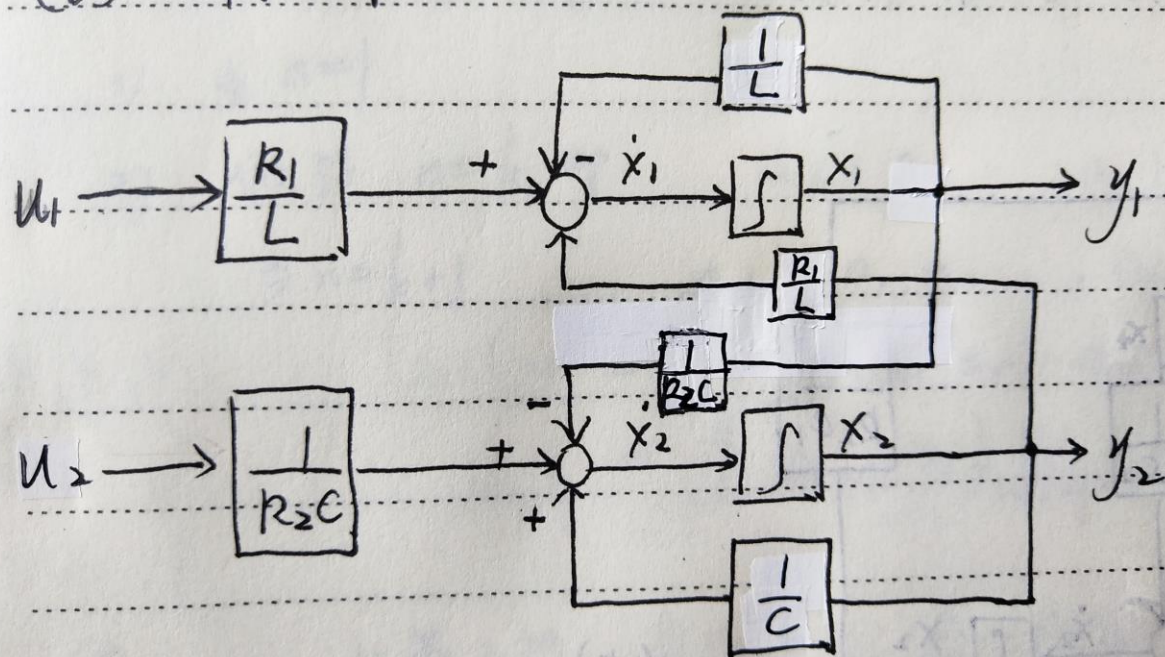 1/L
R1/L
u1
+
-
ẋ1
∫
x1
y1
R1/L
1/R2C
-
u2
1/R2C
+
ẋ2
∫
x2
y2
+
1/C